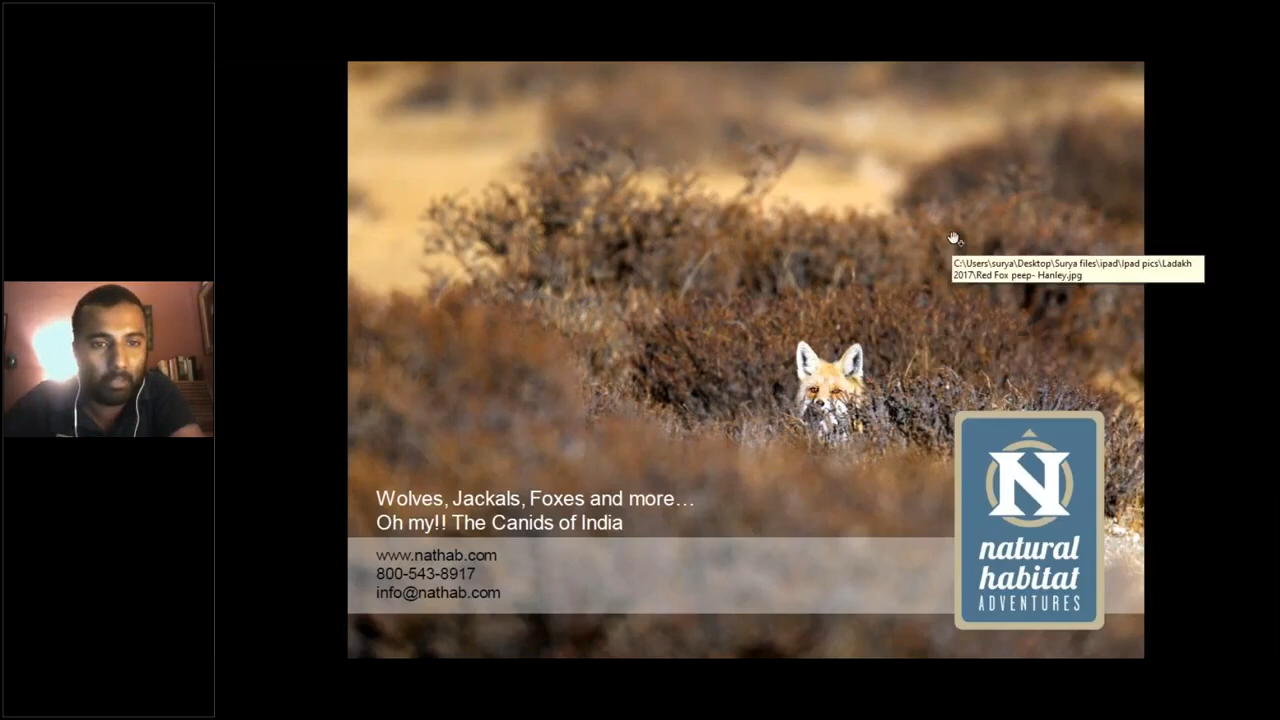 C:\Users\surya\Desktop\Surya files\ipad\Ipad pics\Ladakh
2017\Red Fox peep- Hanley.jpg
Wolves, Jackals, Foxes and more…
Oh my!! The Canids of India
www.nathab.com
800-543-8917
info@nathab.com
N
natural
habitat
ADVENTURES